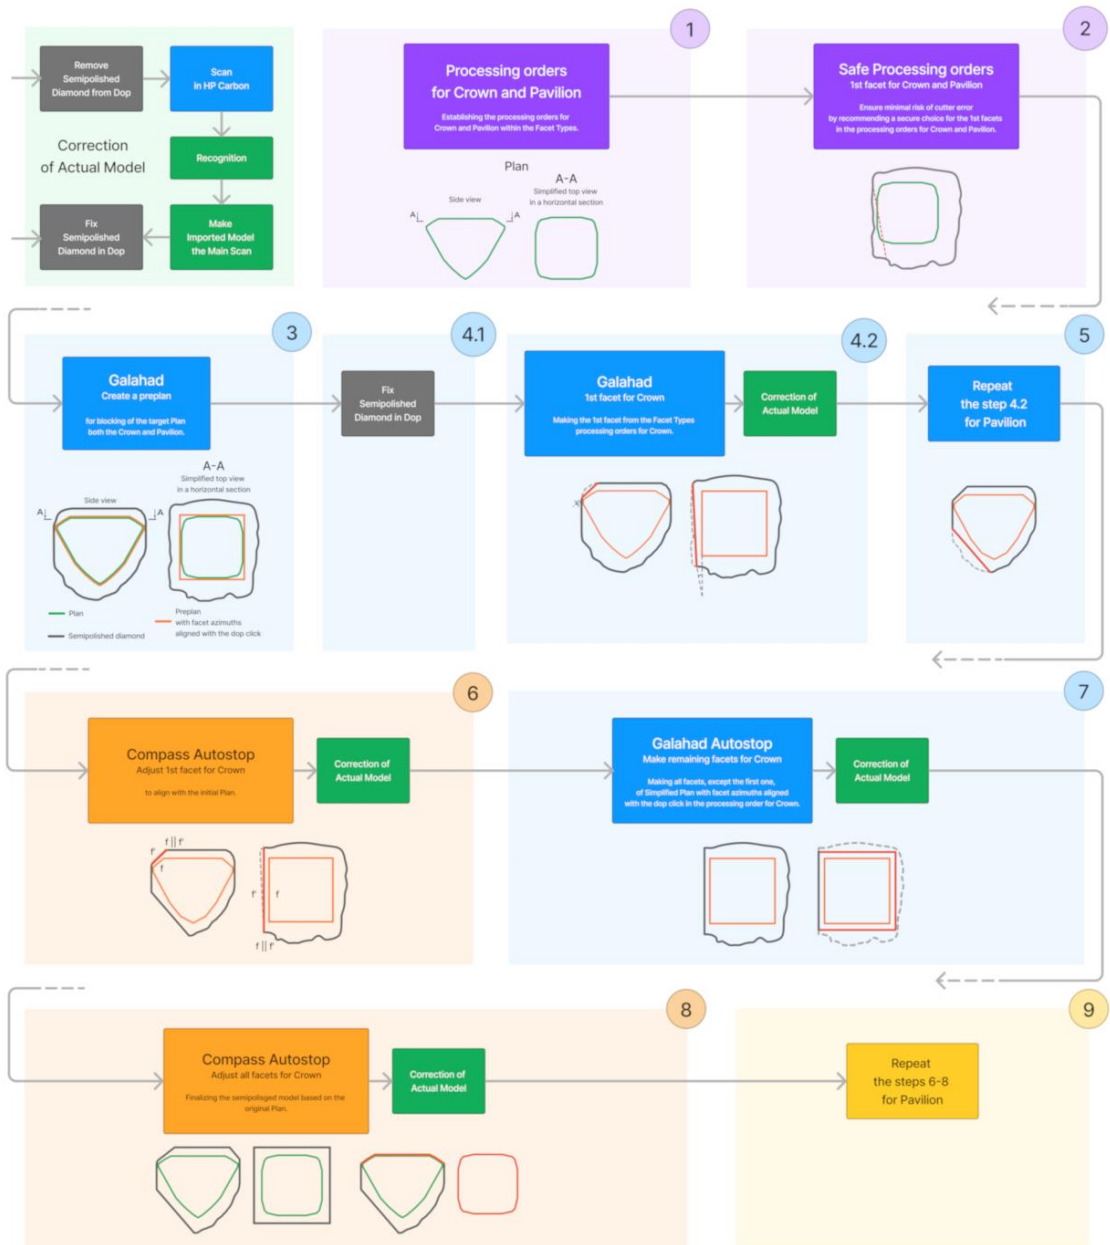 Remove
Semipolished
Diamond from Dop
Scan
in HP Carbon
Correction
of Actual Model
Recognition
Fix
Semipolished
Diamond in Dop
Make
Imported Model
the Main Scan
1
Processing orders
for Crown and Pavilion
Establishing the processing orders for
Crown and Pavilion within the Facet Types.
Plan
Side view
A
A
A-A
Simplified top view
in a horizontal section
2
Safe Processing orders
1st facet for Crown and Pavilion
Ensure minimal risk of cutter error
by recommending a secure choice for the 1st facets
in the processing orders for Crown and Pavilion.
3
Galahad
Create a preplan
for blocking of the target Plan
both the Crown and Pavilion.
A-A
Simplified top view
in a horizontal section
Side view
A
A
Plan
Semipolished diamond
Preplan
with facet azimuths
aligned with the dop click
4.1
Fix
Semipolished
Diamond in Dop
4.2
Galahad
1st facet for Crown
Making the 1st facet from the Facet Types
processing orders for Crown.
Correction of
Actual Model
5
Repeat
the step 4.2
for Pavilion
6
Compass Autostop
Adjust 1st facet for Crown
to align with the initial Plan.
Correction of
Actual Model
f || f'
f'
f
f'
f
f || f'
7
Galahad Autostop
Make remaining facets for Crown
Making all facets, except the first one,
of Simplified Plan with facet azimuths aligned
with the dop click in the processing order for Crown.
Correction of
Actual Model
8
Compass Autostop
Adjust all facets for Crown
Finalizing the semipolisged model based on the
original Plan.
Correction of
Actual Model
9
Repeat
the steps 6-8
for Pavilion